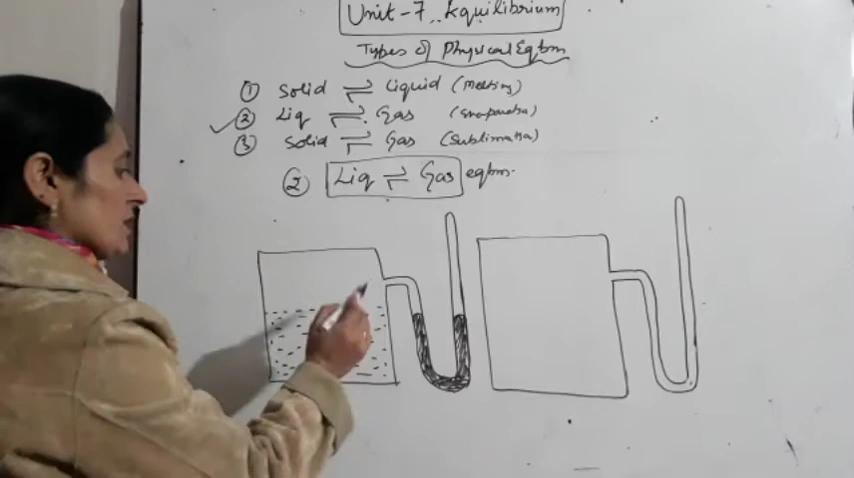 Unit-7.. Equilibrium
Types of Physical Eqbm
① Solid ⇌ Liquid (Melting)
② Liq ⇌ Gas (Evaporation)
③ Solid ⇌ Gas (Sublimation)
② Liq ⇌ Gas eqbm.